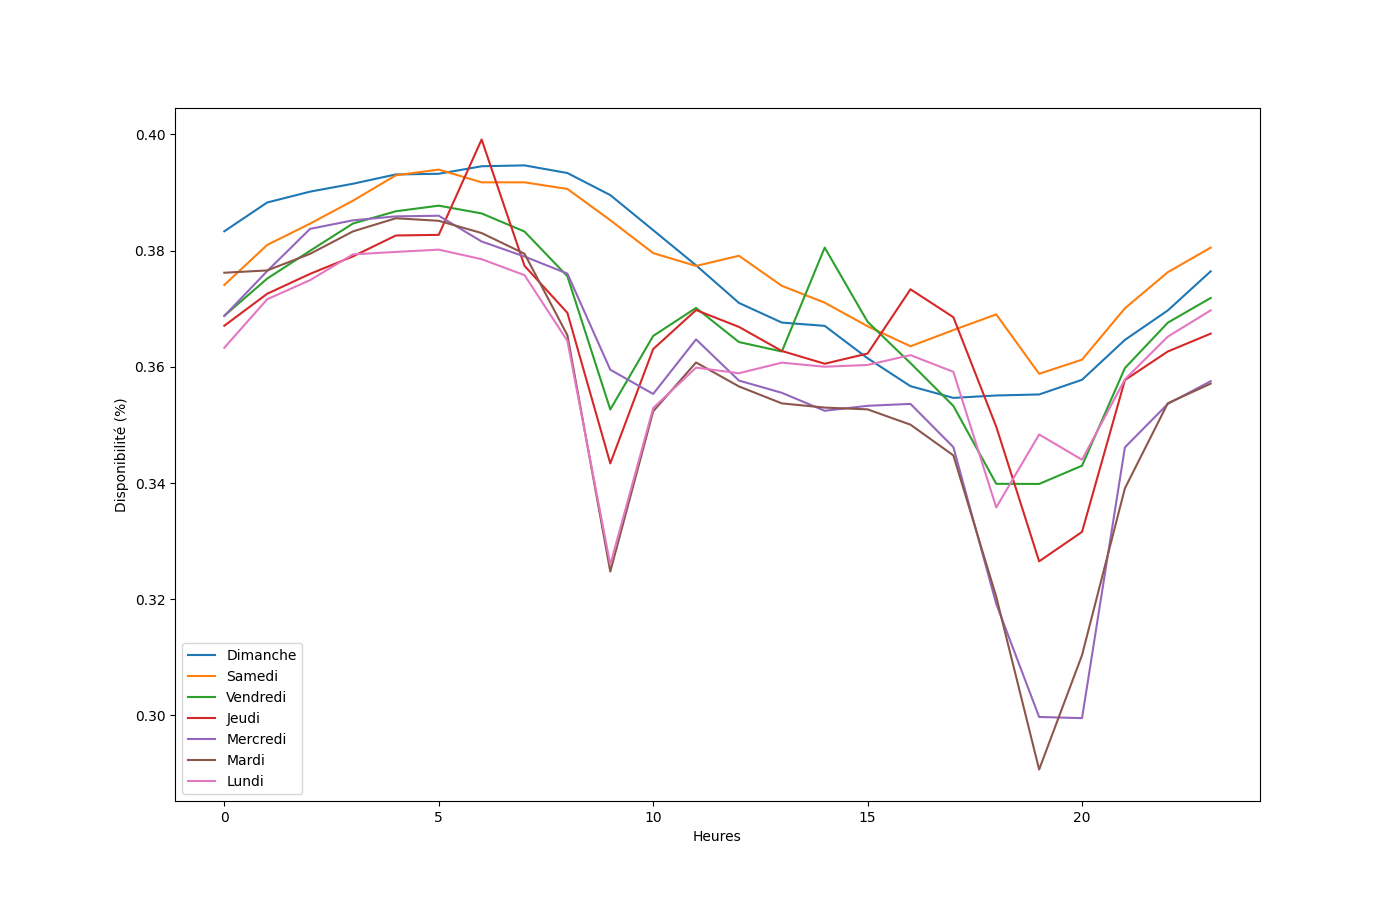 0.40
0.38
0.36
0.34
0.32
0.30
Disponibilité (%)
Dimanche
Samedi
Vendredi
Jeudi
Mercredi
Mardi
Lundi
0 5 10 15 20
Heures